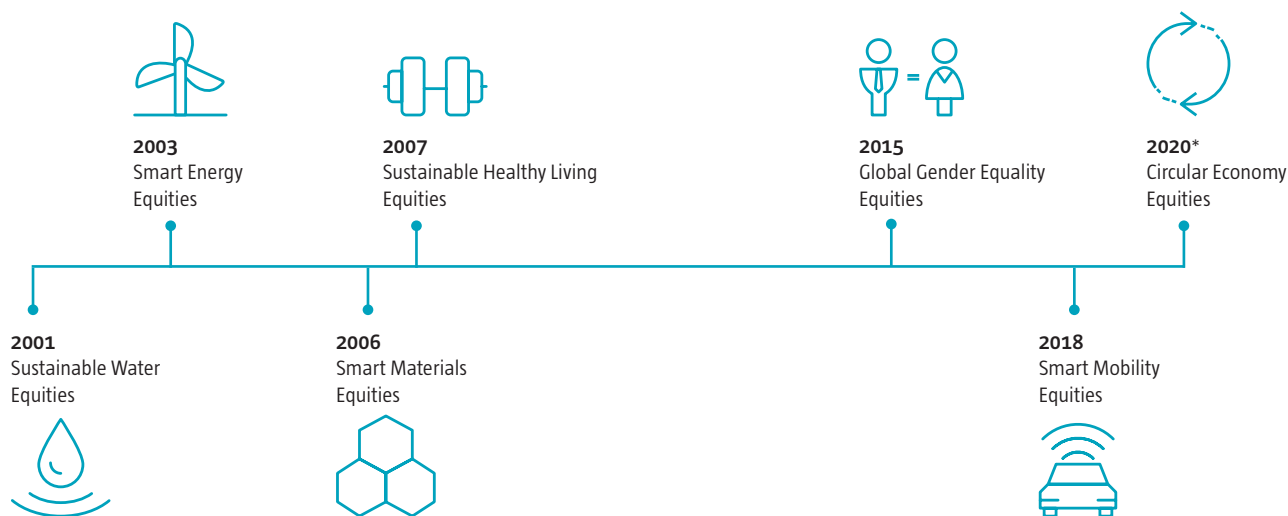 2003
Smart Energy
Equities
2007
Sustainable Healthy Living
Equities
=
2015
Global Gender Equality
Equities
2020*
Circular Economy
Equities
2001
Sustainable Water
Equities
2006
Smart Materials
Equities
2018
Smart Mobility
Equities